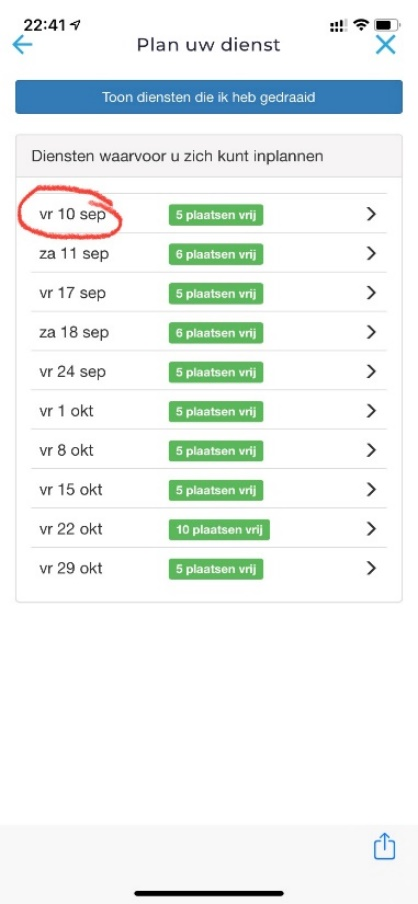 22:41
Plan uw dienst
Toon diensten die ik heb gedraaid
Diensten waarvoor u zich kunt inplannen
vr 10 sep 5 plaatsen vrij
za 11 sep 6 plaatsen vrij
vr 17 sep 5 plaatsen vrij
za 18 sep 6 plaatsen vrij
vr 24 sep 5 plaatsen vrij
vr 1 okt 5 plaatsen vrij
vr 8 okt 5 plaatsen vrij
vr 15 okt 5 plaatsen vrij
vr 22 okt 10 plaatsen vrij
vr 29 okt 5 plaatsen vrij